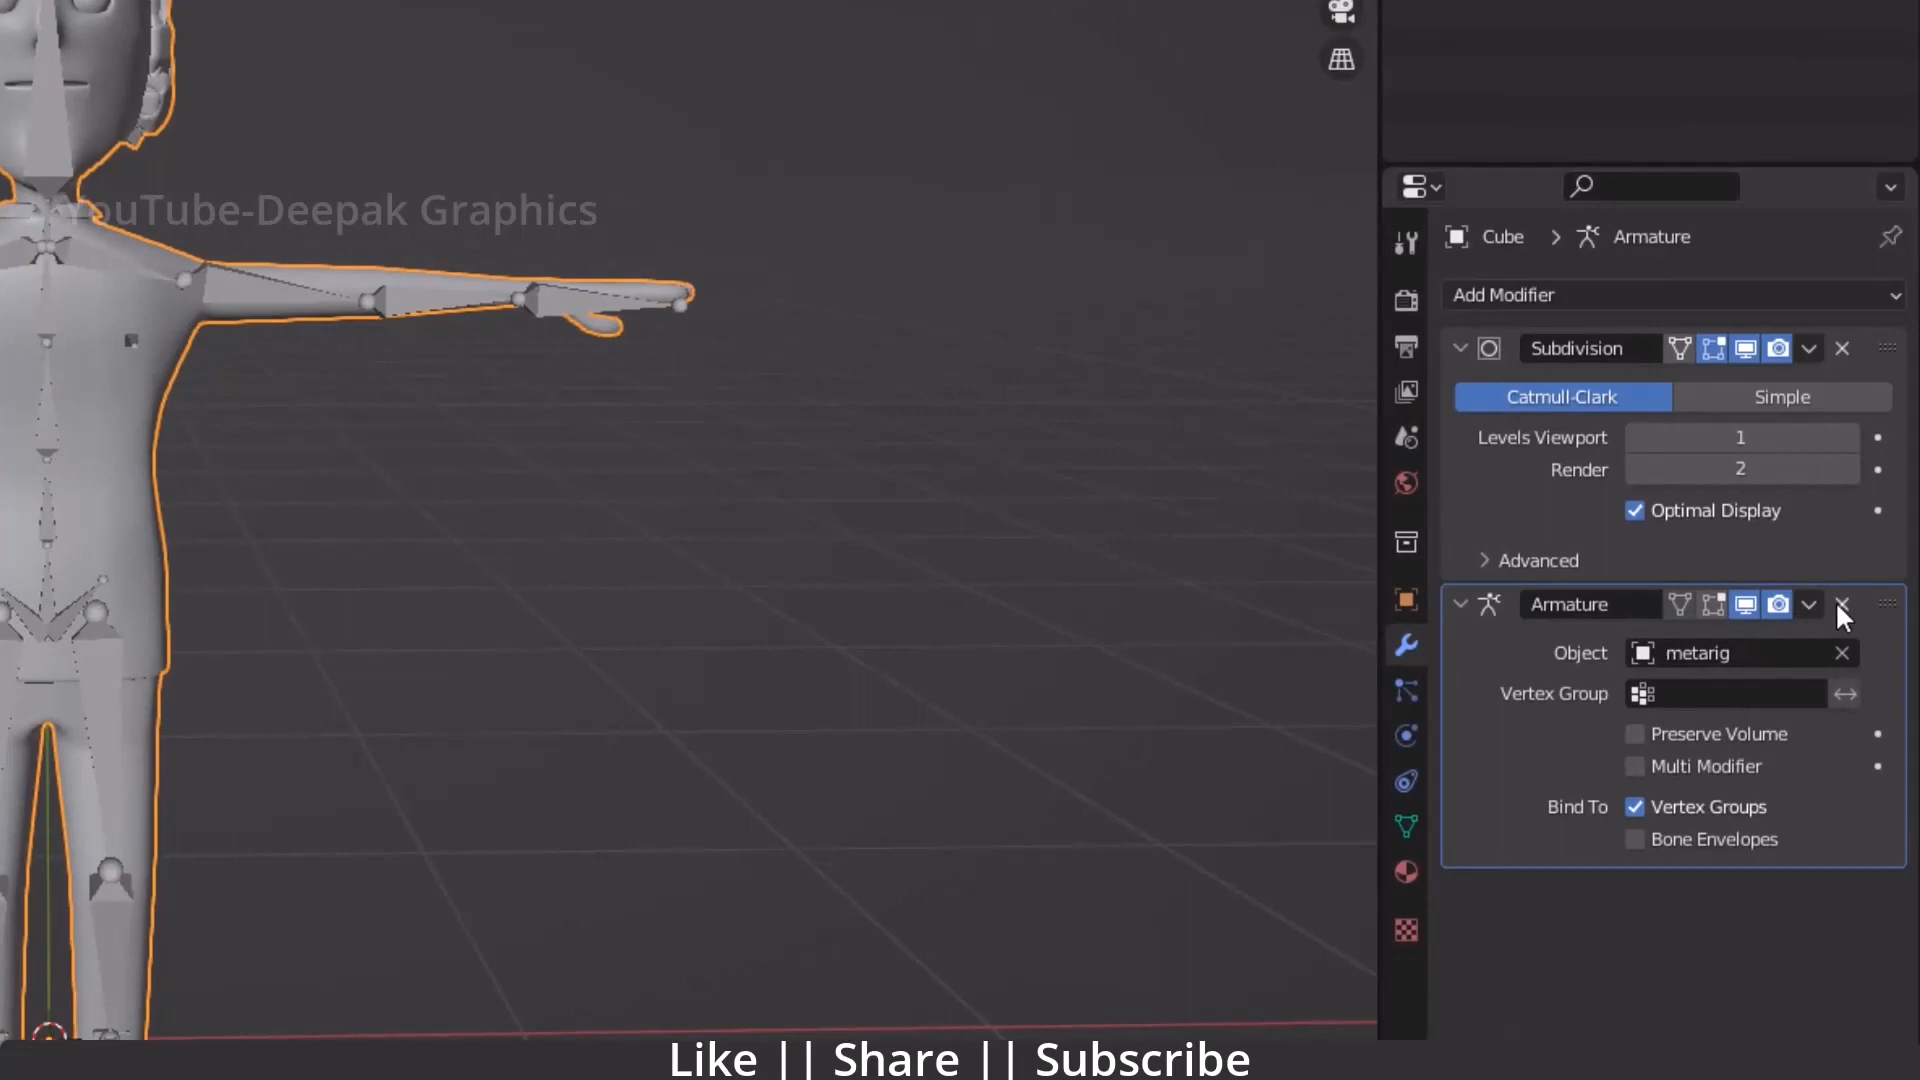 YouTube-Deepak Graphics
Cube > Armature
Add Modifier
Subdivision
Catmull-Clark Simple
Levels Viewport 1
Render 2
Optimal Display
Advanced
Armature
Object metarig
Vertex Group
Preserve Volume
Multi Modifier
Bind To Vertex Groups
Bone Envelopes
Like || Share || Subscribe